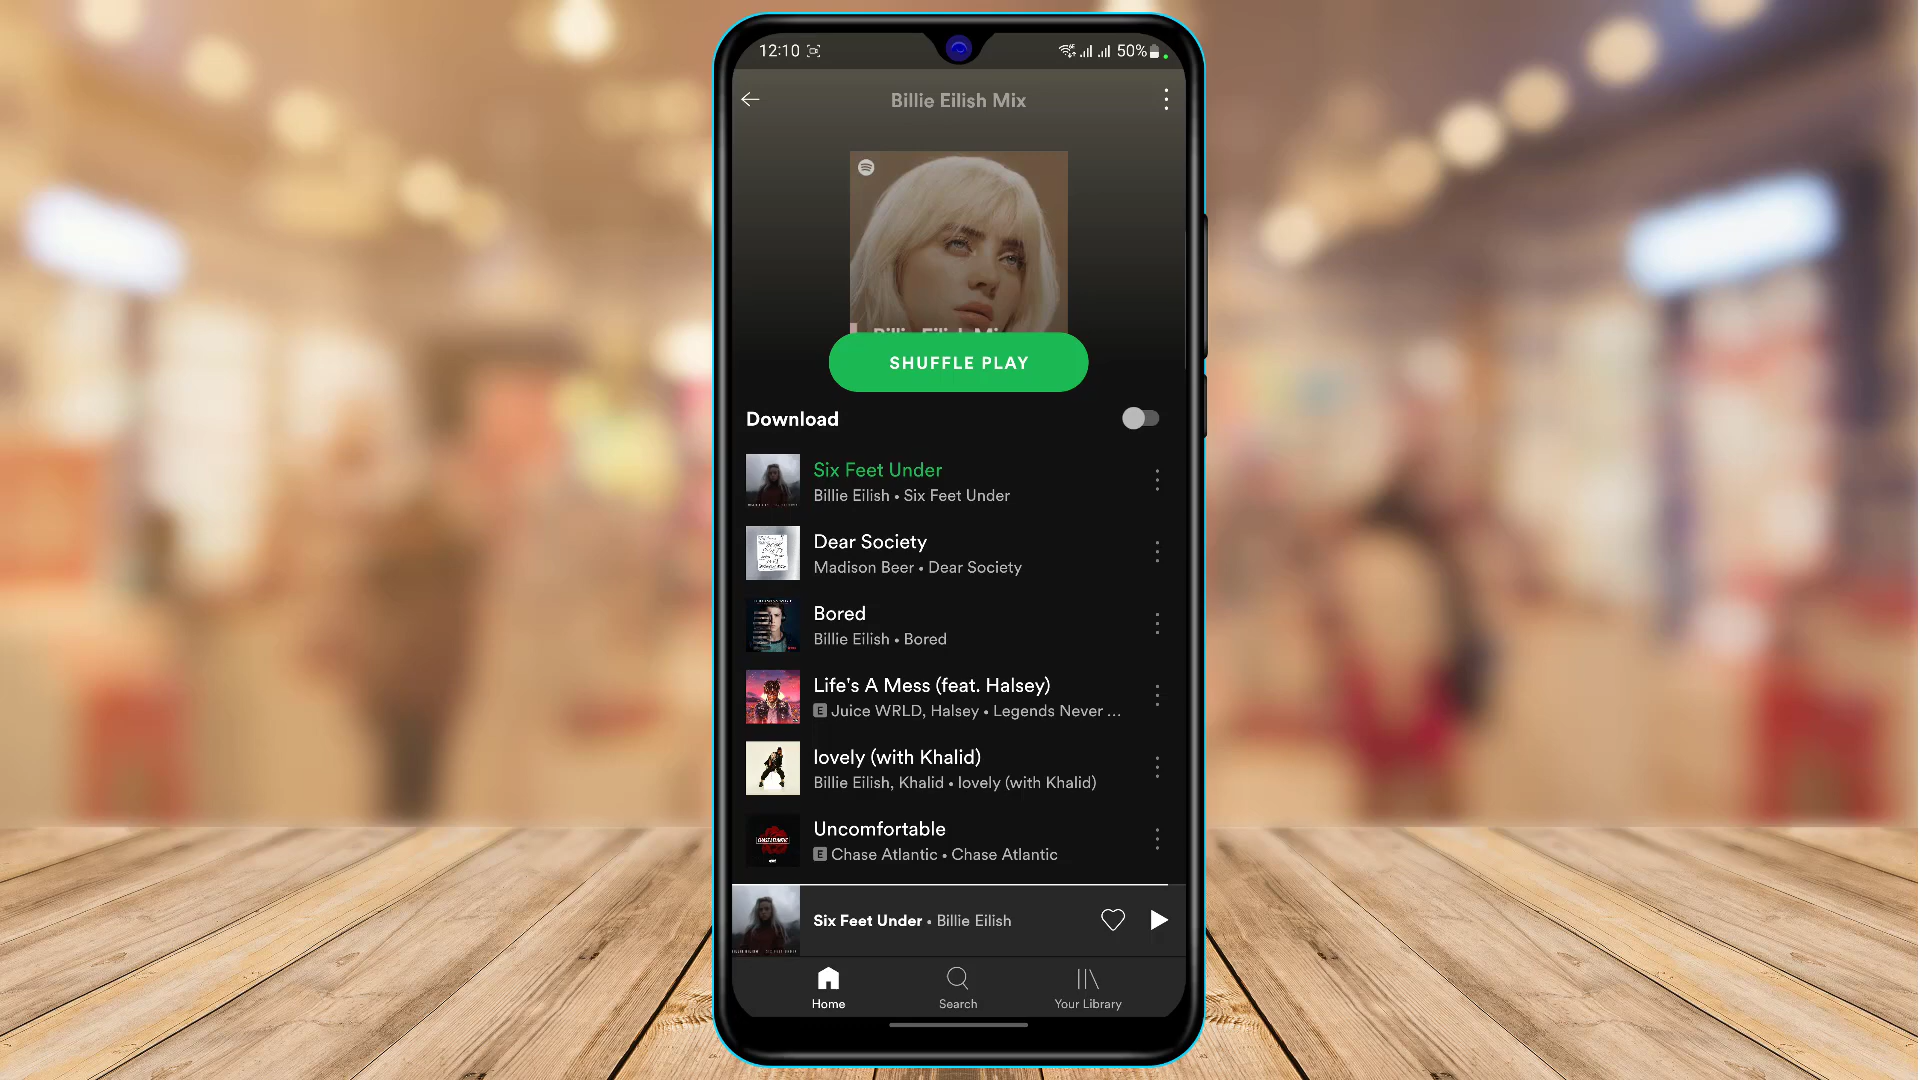 12:10
50%
Billie Eilish Mix
Billie Eilish Mix
SHUFFLE PLAY
Download
Six Feet Under
Billie Eilish • Six Feet Under
Dear Society
Madison Beer • Dear Society
Bored
Billie Eilish • Bored
Life's A Mess (feat. Halsey)
E Juice WRLD, Halsey • Legends Never ...
lovely (with Khalid)
Billie Eilish, Khalid • lovely (with Khalid)
Uncomfortable
E Chase Atlantic • Chase Atlantic
Six Feet Under • Billie Eilish
Home
Search
Your Library